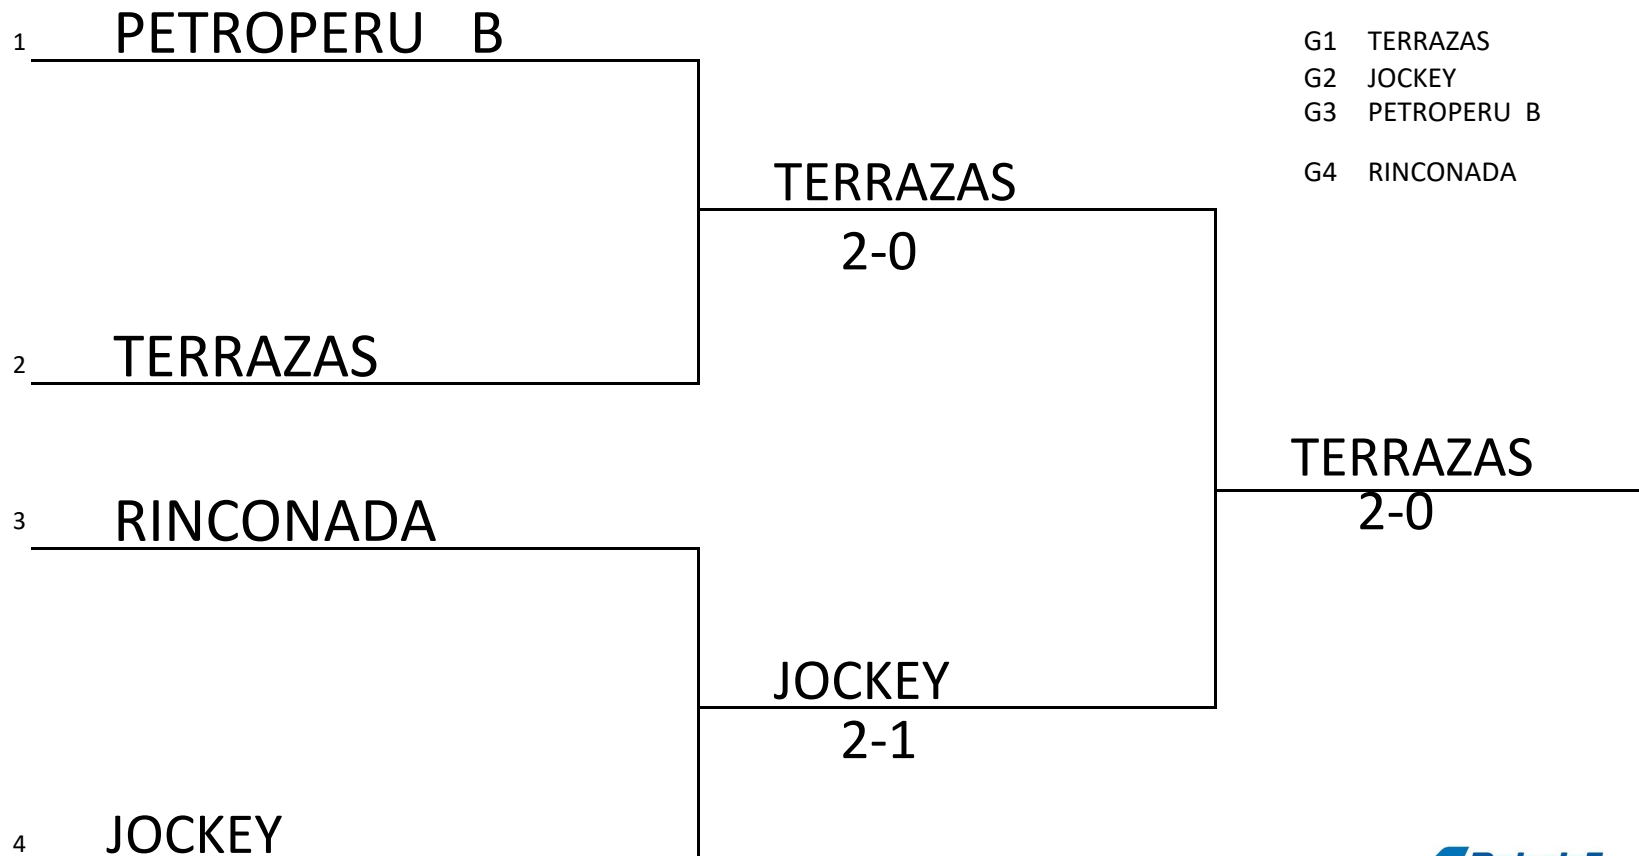 1 PETROPERU B
G1 TERRAZAS
G2 JOCKEY
G3 PETROPERU B
G4 RINCONADA
TERRAZAS
2-0
2 TERRAZAS
TERRAZAS
2-0
3 RINCONADA
JOCKEY
2-1
4 JOCKEY